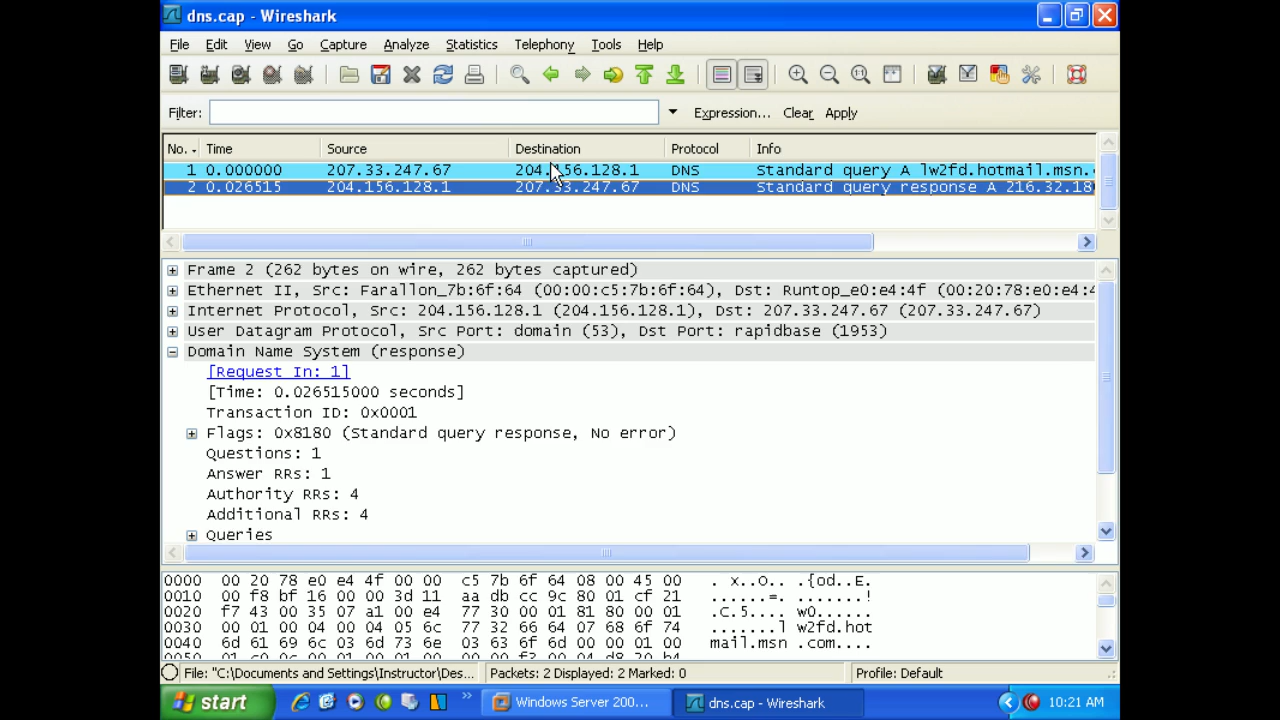 dns.cap - Wireshark
File Edit View Go Capture Analyze Statistics Telephony Tools Help
Filter: Expression... Clear Apply
No. Time Source Destination Protocol Info
1 0.000000 207.33.247.67 204.156.128.1 DNS Standard query A lw2fd.hotmail.msn.
2 0.026515 204.156.128.1 207.33.247.67 DNS Standard query response A 216.32.18
Frame 2 (262 bytes on wire, 262 bytes captured)
Ethernet II, Src: Farallon_7b:6f:64 (00:00:c5:7b:6f:64), Dst: Runtop_e0:e4:4f (00:20:78:e0:e4:4
Internet Protocol, Src: 204.156.128.1 (204.156.128.1), Dst: 207.33.247.67 (207.33.247.67)
User Datagram Protocol, Src Port: domain (53), Dst Port: rapidbase (1953)
Domain Name System (response)
[Request In: 1]
[Time: 0.026515000 seconds]
Transaction ID: 0x0001
Flags: 0x8180 (Standard query response, No error)
Questions: 1
Answer RRs: 1
Authority RRs: 4
Additional RRs: 4
Queries
0000 00 20 78 e0 e4 4f 00 00 c5 7b 6f 64 08 00 45 00 . x..O.. .{od..E.
0010 00 f8 bf 16 00 00 39 11 aa db cc 9c 80 01 cf 21 ......=. .......!
0020 f7 43 00 35 07 a1 00 e4 77 30 00 01 81 80 00 01 .C.5.... w0......
0030 00 01 00 04 00 04 05 6c 77 32 66 64 07 68 6f 74 .......l w2fd.hot
0040 6d 61 69 6c 03 6d 73 6e 03 63 6f 6d 00 00 01 00 mail.msn .com....
File: "C:\Documents and Settings\Instructor\Des... Packets: 2 Displayed: 2 Marked: 0 Profile: Default
start Windows Server 200... dns.cap - Wireshark 10:21 AM